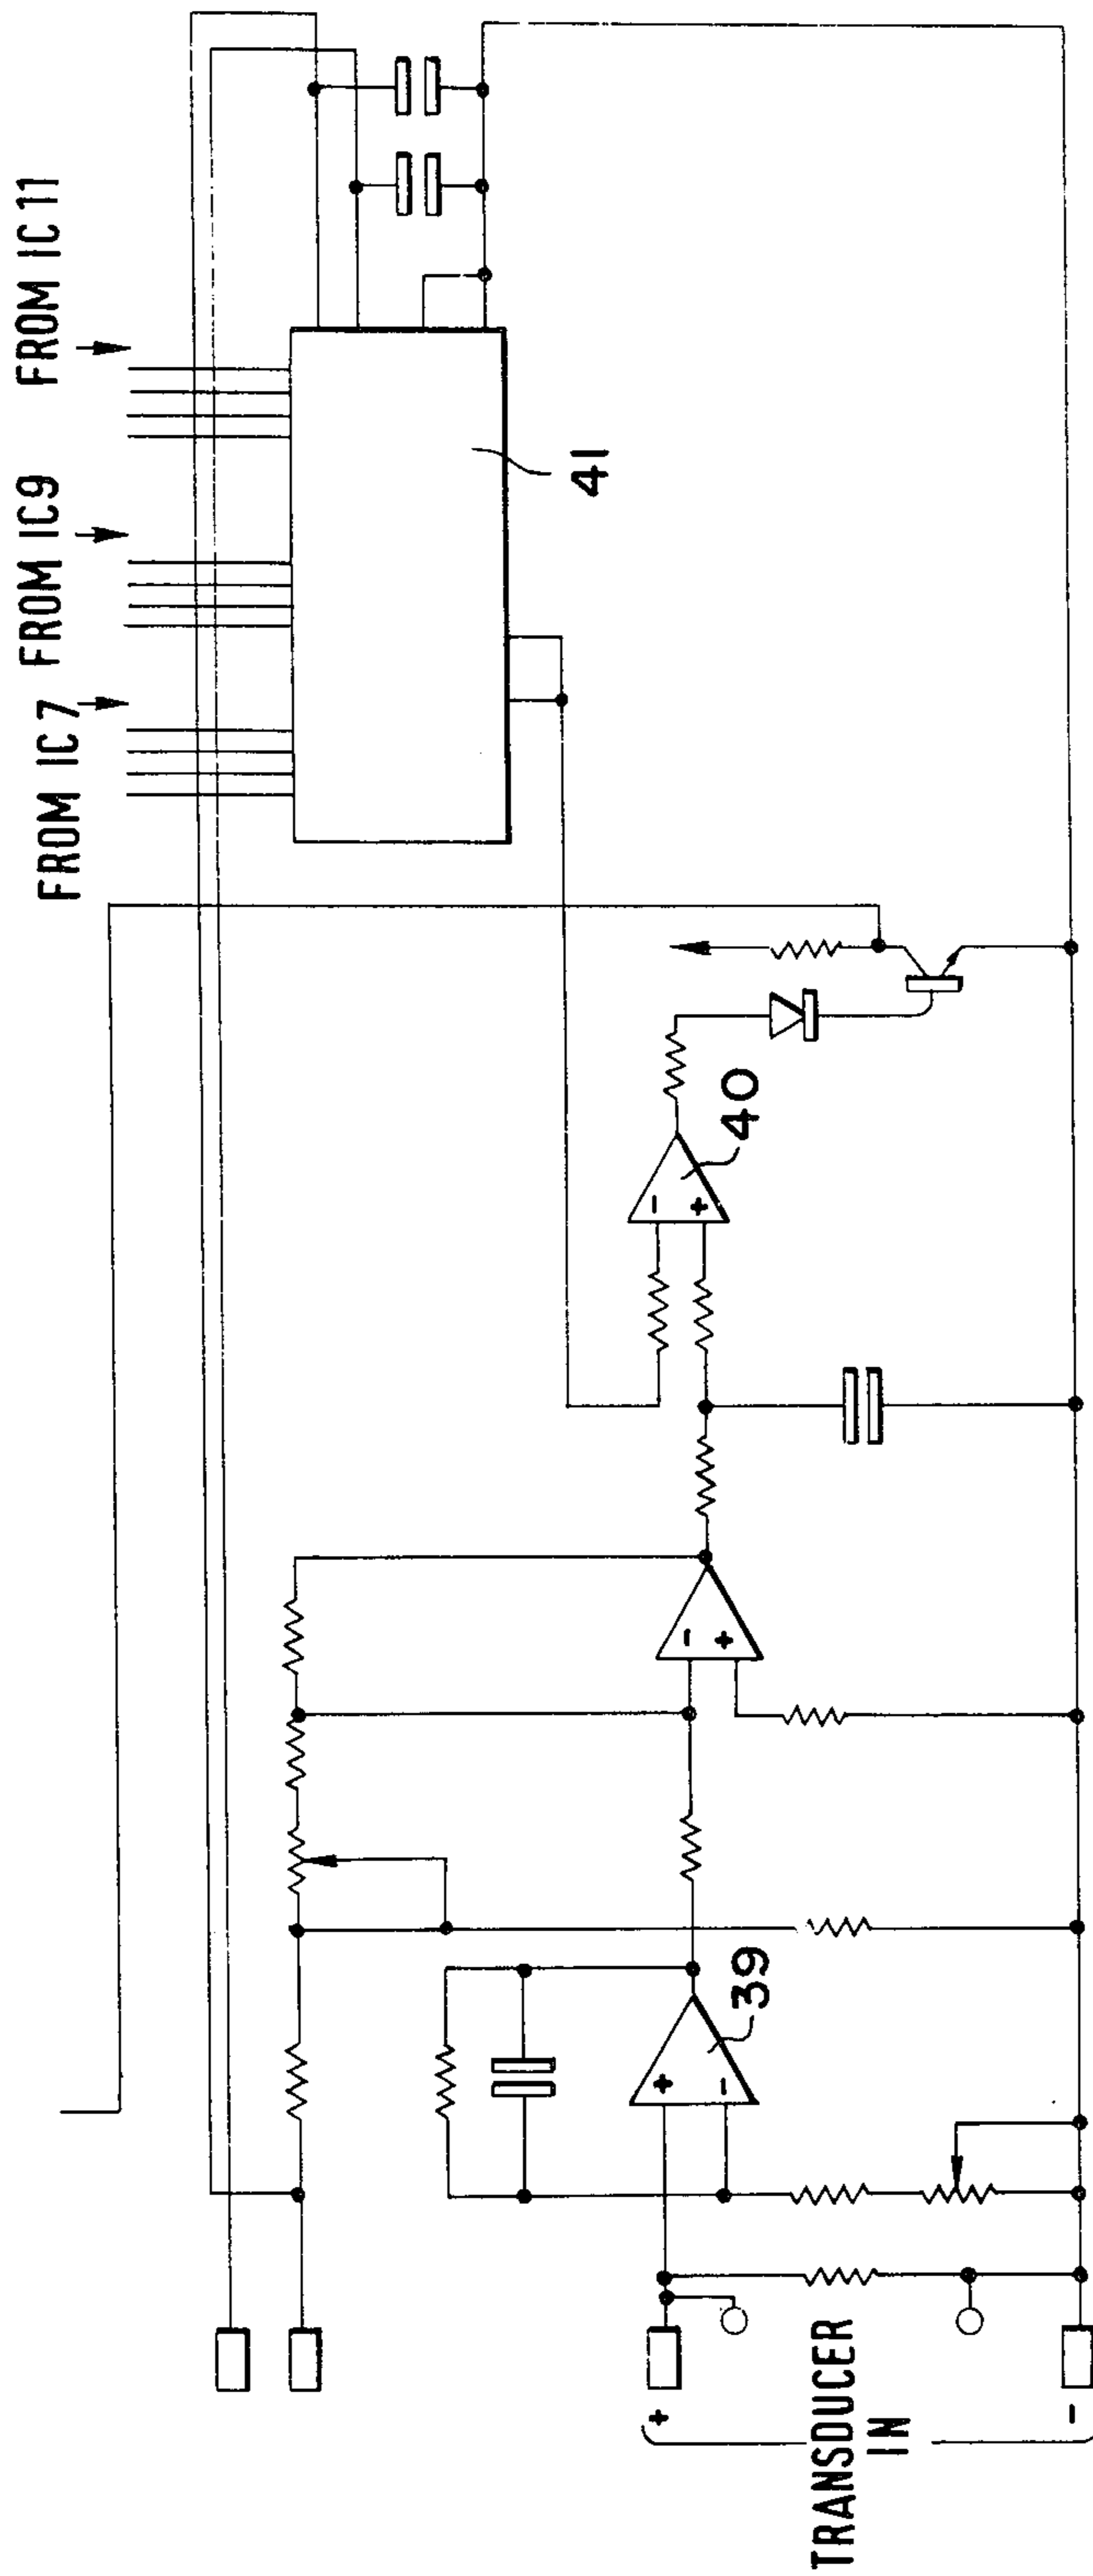 FROM IC 7
FROM IC9
FROM IC 11
41
40
39
-
+
-
+
+
-
+
TRANSDUCER
IN
-